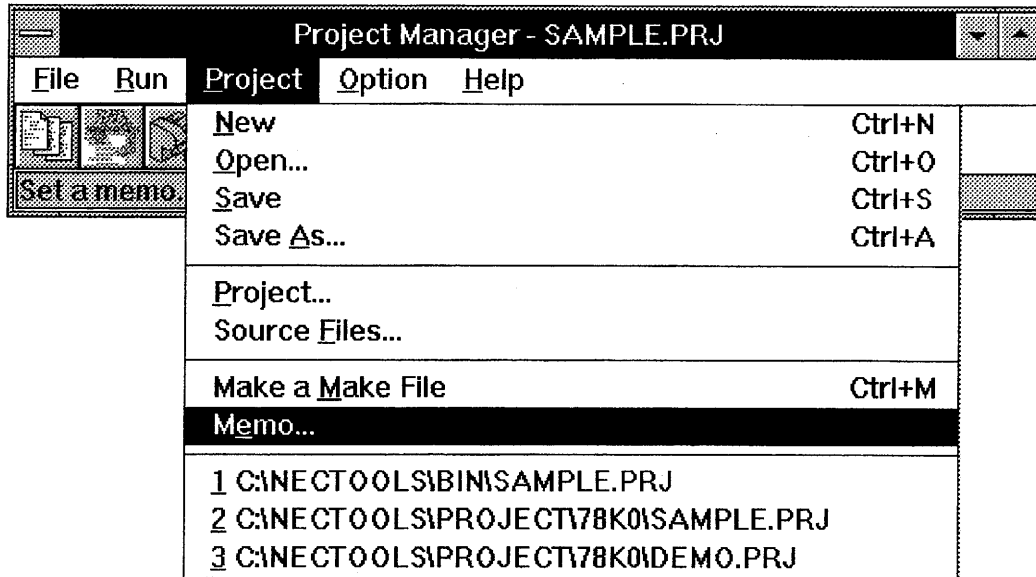 Project Manager - SAMPLE.PRJ
File Run Project Option Help
New Ctrl+N
Open... Ctrl+O
Set a memo.
Save Ctrl+S
Save As... Ctrl+A
Project...
Source Files...
Make a Make File Ctrl+M
Memo...
1 C:\NECTOOLS\BIN\SAMPLE.PRJ
2 C:\NECTOOLS\PROJECT\78K0\SAMPLE.PRJ
3 C:\NECTOOLS\PROJECT\78K0\DEMO.PRJ